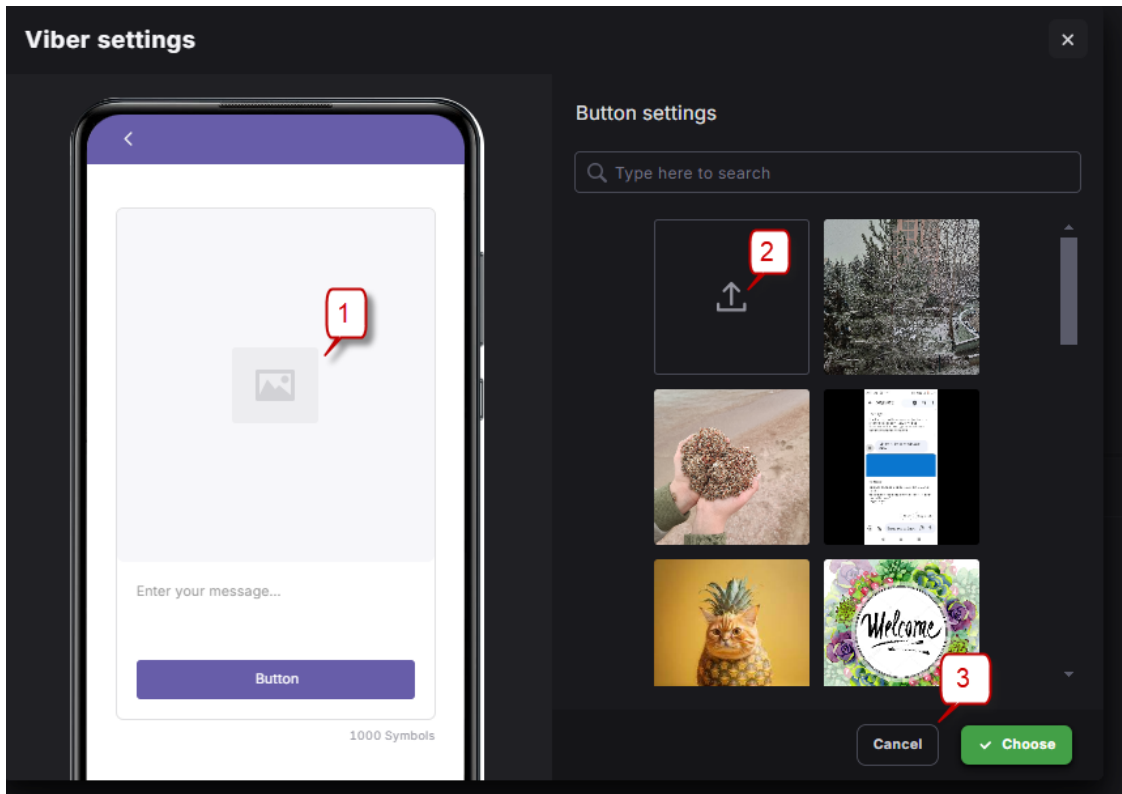 Viber settings
Button settings
Type here to search
1
2
Enter your message...
Button
1000 Symbols
Welcome
3
Cancel
Choose